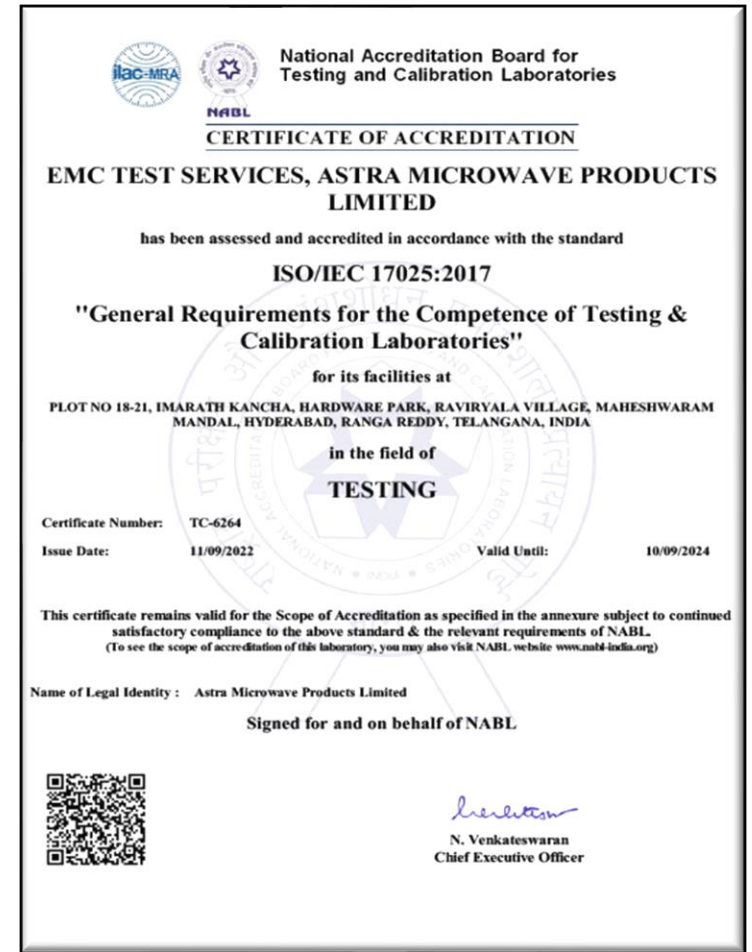 ilac-MRA
NABL
National Accreditation Board for
Testing and Calibration Laboratories
CERTIFICATE OF ACCREDITATION
EMC TEST SERVICES, ASTRA MICROWAVE PRODUCTS
LIMITED
has been assessed and accredited in accordance with the standard
ISO/IEC 17025:2017
"General Requirements for the Competence of Testing &
Calibration Laboratories"
for its facilities at
PLOT NO 18-21, IMARATH KANCHA, HARDWARE PARK, RAVIRYALA VILLAGE, MAHESHWARAM
MANDAL, HYDERABAD, RANGA REDDY, TELANGANA, INDIA
in the field of
TESTING
Certificate Number: TC-6264
Issue Date: 11/09/2022 Valid Until: 10/09/2024
This certificate remains valid for the Scope of Accreditation as specified in the annexure subject to continued
satisfactory compliance to the above standard & the relevant requirements of NABL.
(To see the scope of accreditation of this laboratory, you may also visit NABL website www.nabl-india.org)
Name of Legal Identity : Astra Microwave Products Limited
Signed for and on behalf of NABL
N. Venkateswaran
Chief Executive Officer